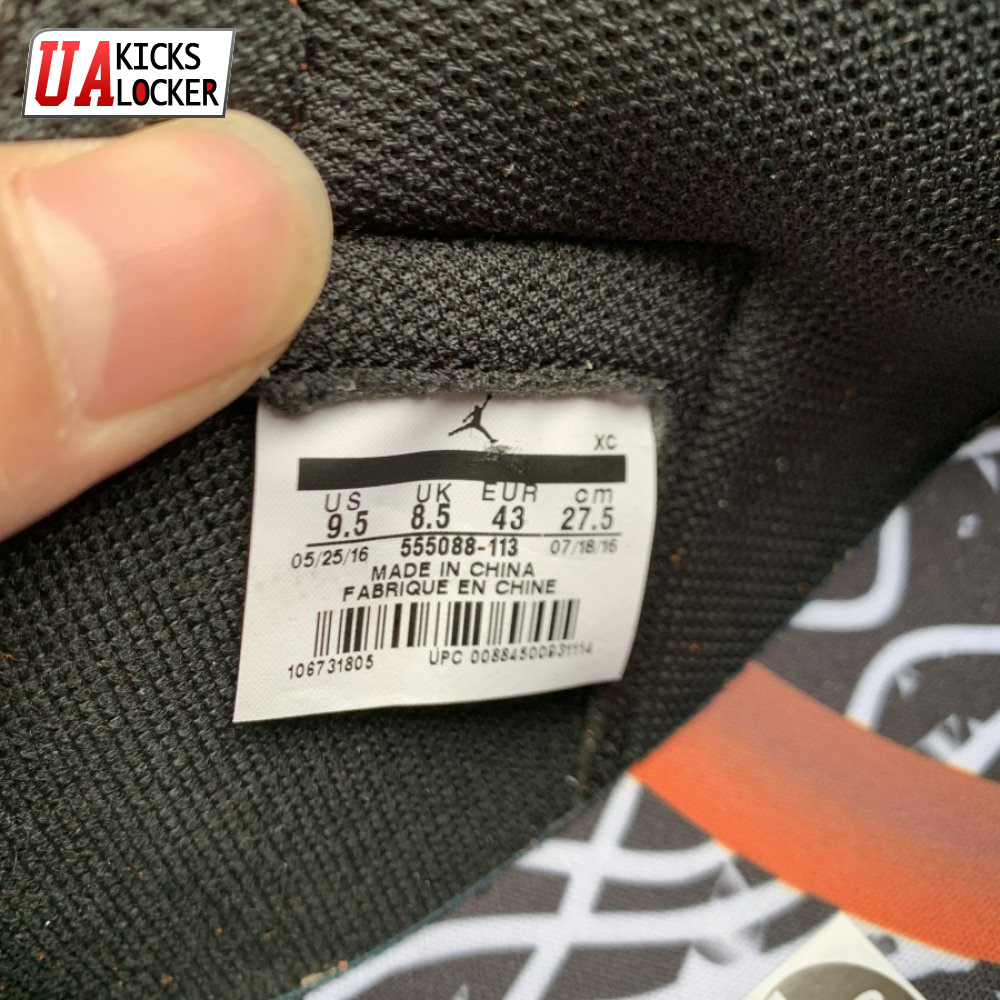 UA KICKS
LOCKER
XC
US UK EUR cm
9.5 8.5 43 27.5
05/25/16 555088-113 07/18/16
MADE IN CHINA
FABRIQUE EN CHINE
106731805 UPC 00884500931114